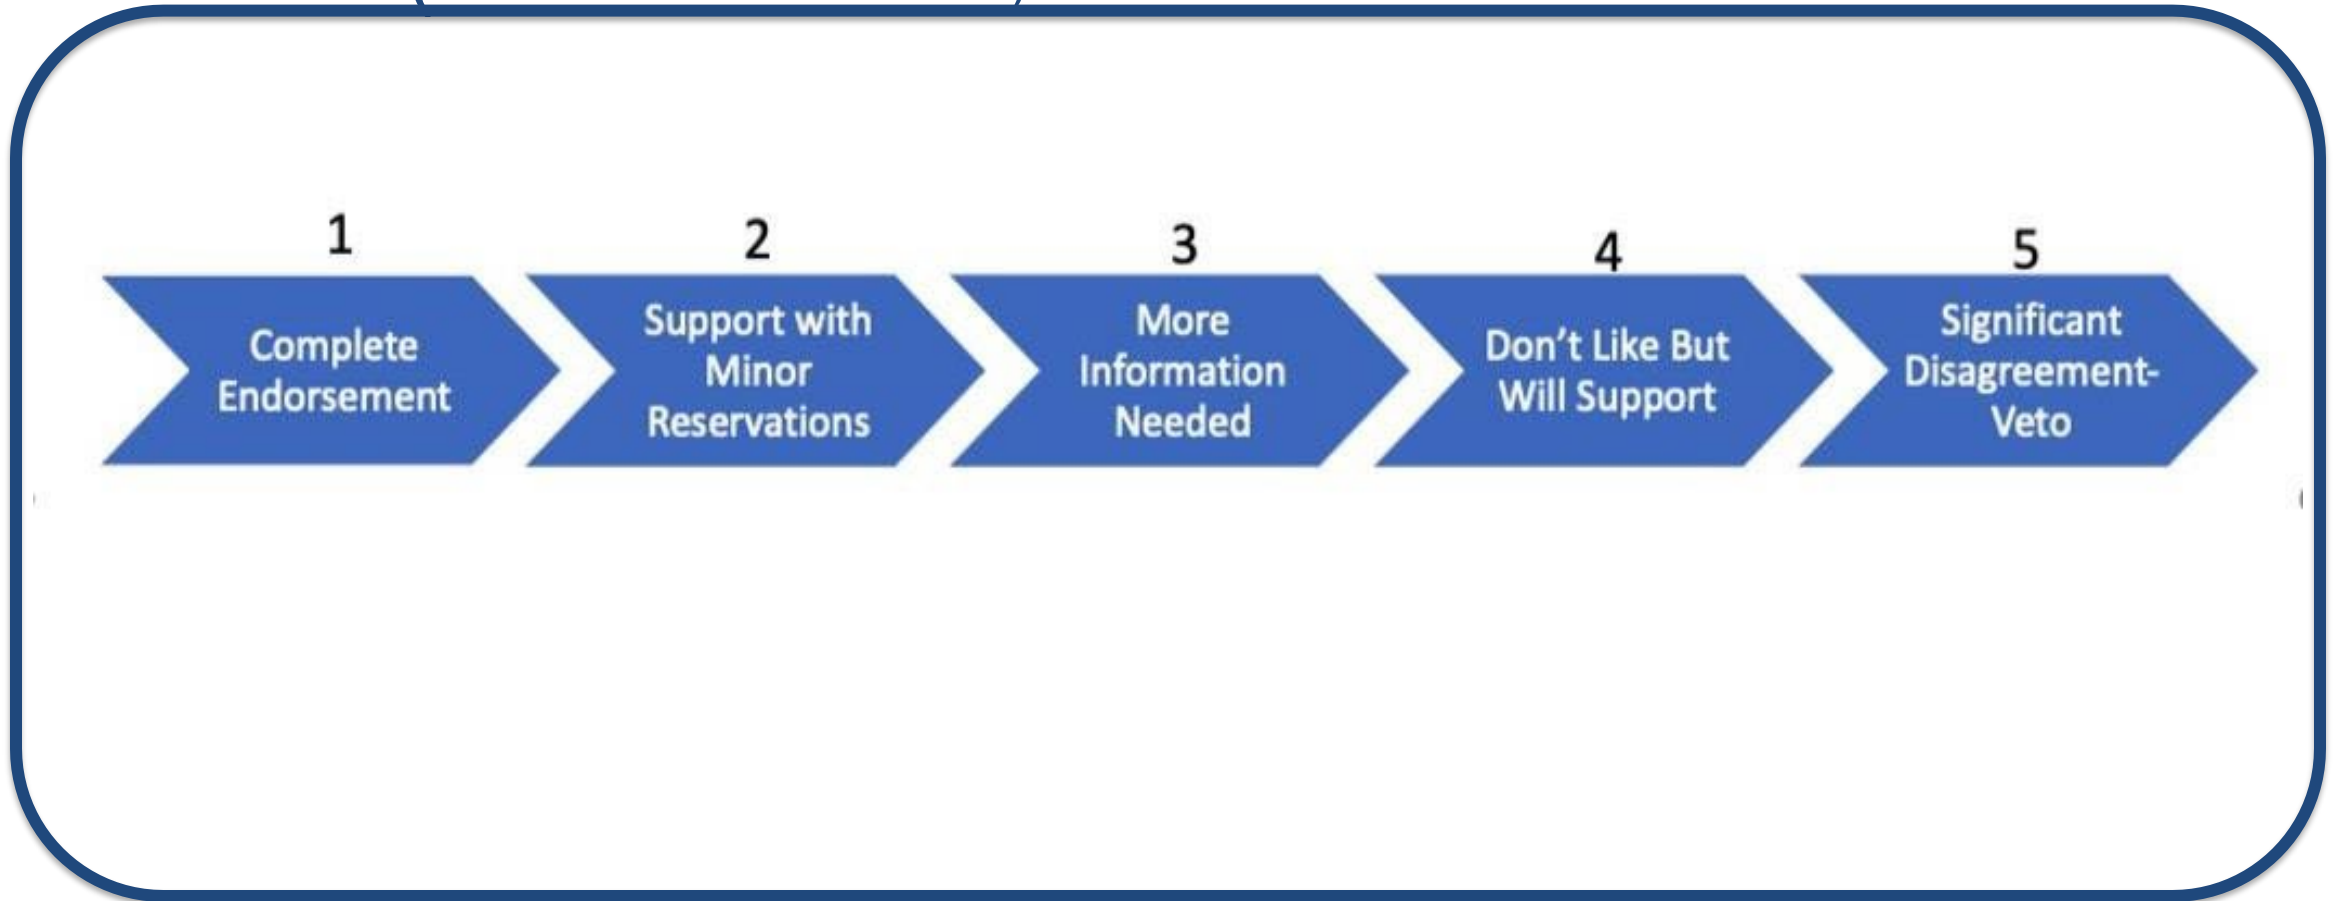 1
Complete
Endorsement
2
Support with
Minor
Reservations
3
More
Information
Needed
4
Don’t Like But
Will Support
5
Significant
Disagreement-
Veto